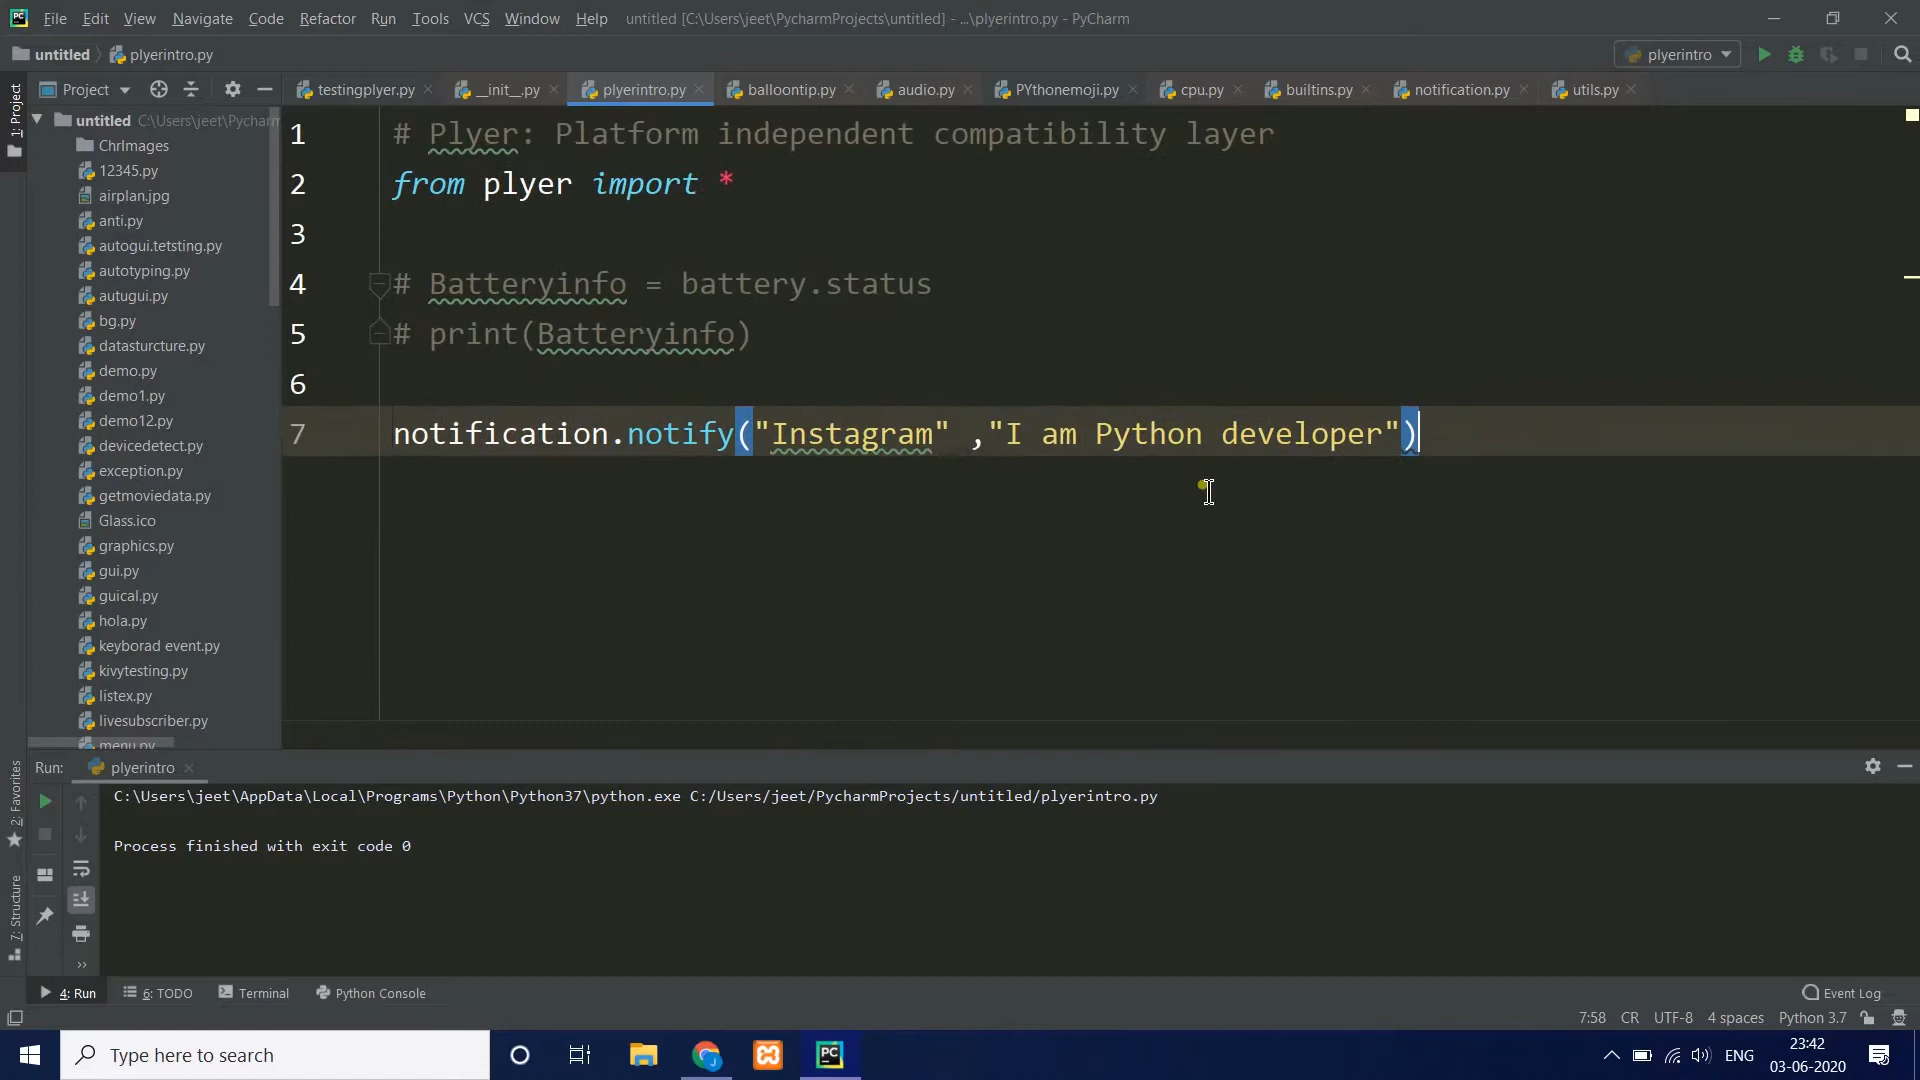 File Edit View Navigate Code Refactor Run Tools VCS Window Help untitled [C:\Users\jeet\PycharmProjects\untitled] - ...\plyerintro.py - PyCharm
untitled plyerintro.py plyerintro
1: Project
Project testingplyer.py __init__.py plyerintro.py balloontip.py audio.py PYthonemoji.py cpu.py builtins.py notification.py utils.py
untitled C:\Users\jeet\Pycharm
ChrImages
12345.py
airplan.jpg
anti.py
autogui.tetsting.py
autotyping.py
autugui.py
bg.py
datasturcture.py
demo.py
demo1.py
demo12.py
devicedetect.py
exception.py
getmoviedata.py
Glass.ico
graphics.py
gui.py
guical.py
hola.py
keyborad event.py
kivytesting.py
listex.py
livesubscriber.py
menu.py
1 # Plyer: Platform independent compatibility layer
2 from plyer import *
3
4 # Batteryinfo = battery.status
5 # print(Batteryinfo)
6
7 notification.notify("Instagram" ,"I am Python developer")
Run: plyerintro
2: Favorites
7: Structure
C:\Users\jeet\AppData\Local\Programs\Python\Python37\python.exe C:/Users/jeet/PycharmProjects/untitled/plyerintro.py
Process finished with exit code 0
4: Run 6: TODO Terminal Python Console Event Log
7:58 CR UTF-8 4 spaces Python 3.7
Type here to search PC ENG 23:42
03-06-2020